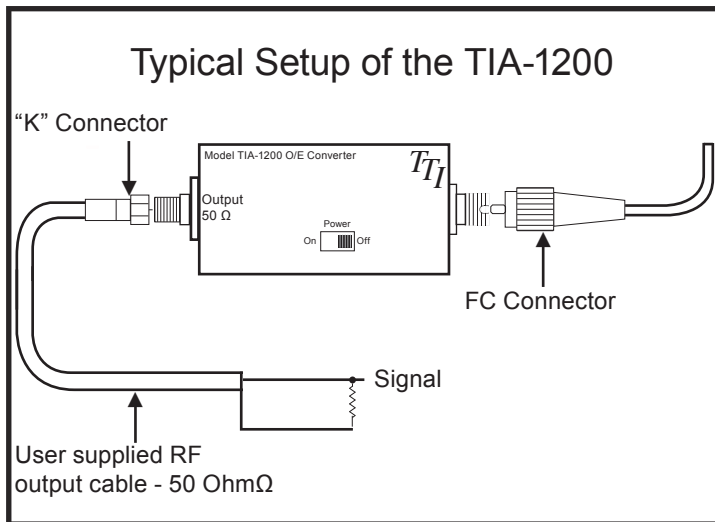 Typical Setup of the TIA-1200
“K” Connector
Model TIA-1200 O/E Converter
TTI
Output
50 Ω
Power
On
Off
FC Connector
Signal
User supplied RF
output cable - 50 OhmΩ